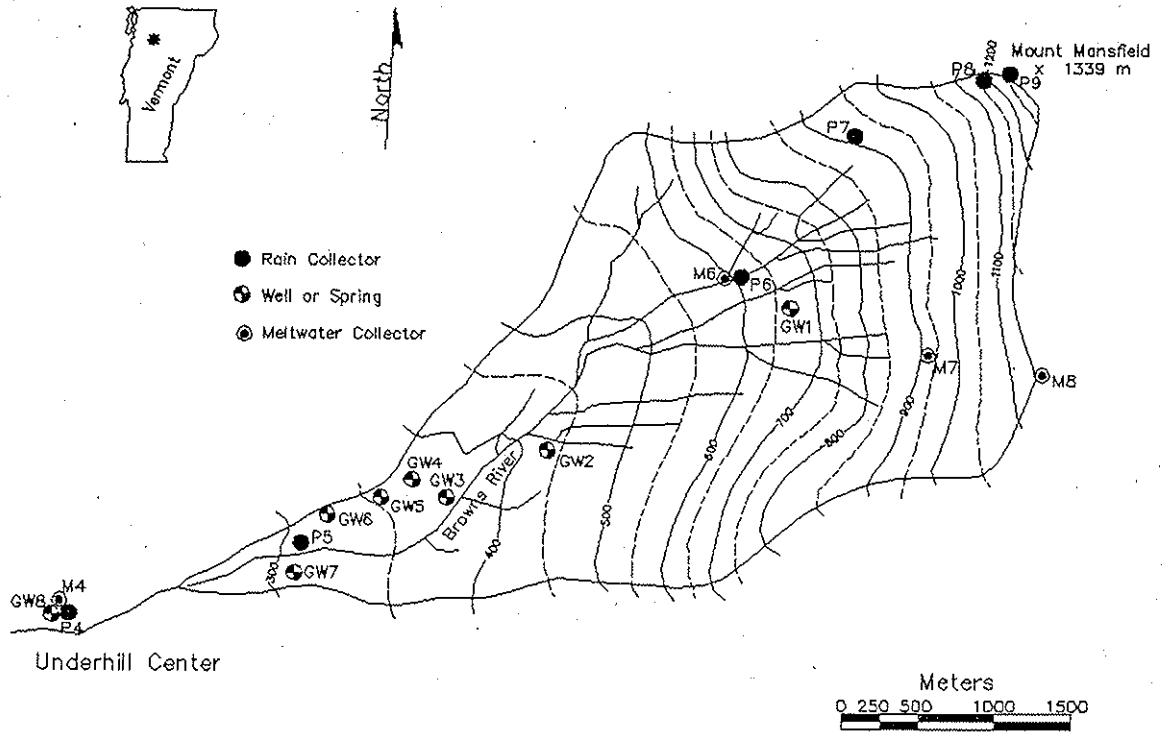 Vermont
North
Mount Mansfield
x 1339 m
1200
P8
P9
P7
Rain Collector
Well or Spring
Meltwater Collector
M6
P6
GW1
1000
1100
M7
M8
700
800
900
600
500
400
300
GW2
GW4
GW3
GW5
GW6
Browns River
P5
GW7
M4
GW8
P4
Underhill Center
Meters
0 250 500 1000 1500